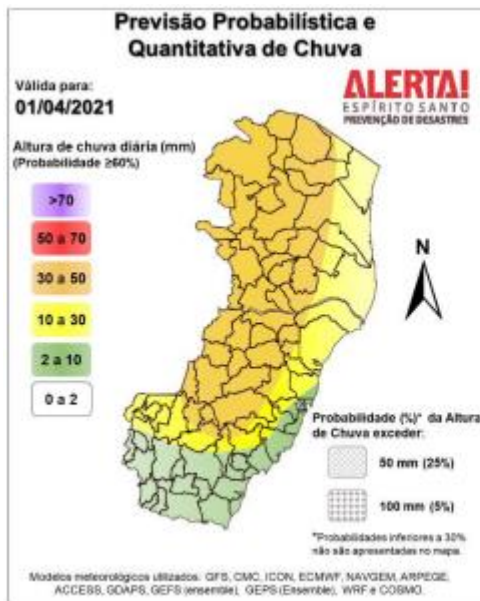 Previsão Probabilística e
Quantitativa de Chuva
Válida para:
01/04/2021
ALERTA!
ESPÍRITO SANTO
PREVENÇÃO DE DESASTRES
Altura de chuva diária (mm)
(Probabilidade ≥60%)
>70
50 a 70
30 a 50
10 a 30
2 a 10
0 a 2
N
Probabilidade (%)* da Altura
de Chuva exceder:
50 mm (25%)
100 mm (5%)
*Probabilidades inferiores a 30%
não são apresentadas no mapa.
Modelos meteorológicos utilizados: GFS, CMC, ICON, ECMWF, NAVGEM, ARPEGE,
ACCESS, GDAPS, GEFS (ensemble), GEPS (Ensemble), WRF e COSMO.